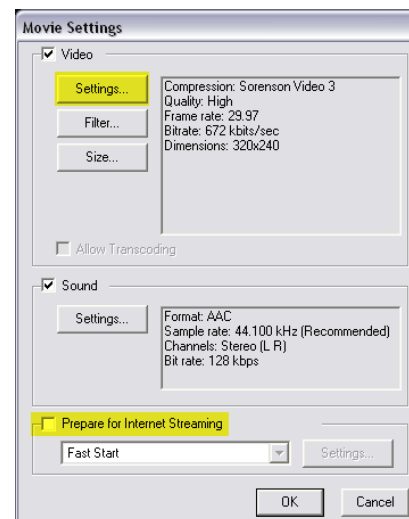 Movie Settings
Video
Settings...
Filter...
Size...
Compression: Sorenson Video 3
Quality: High
Frame rate: 29.97
Bitrate: 672 kbits/sec
Dimensions: 320x240
Allow Transcoding
Sound
Settings...
Format: AAC
Sample rate: 44.100 kHz (Recommended)
Channels: Stereo (L R)
Bit rate: 128 kbps
Prepare for Internet Streaming
Fast Start
Settings...
OK
Cancel